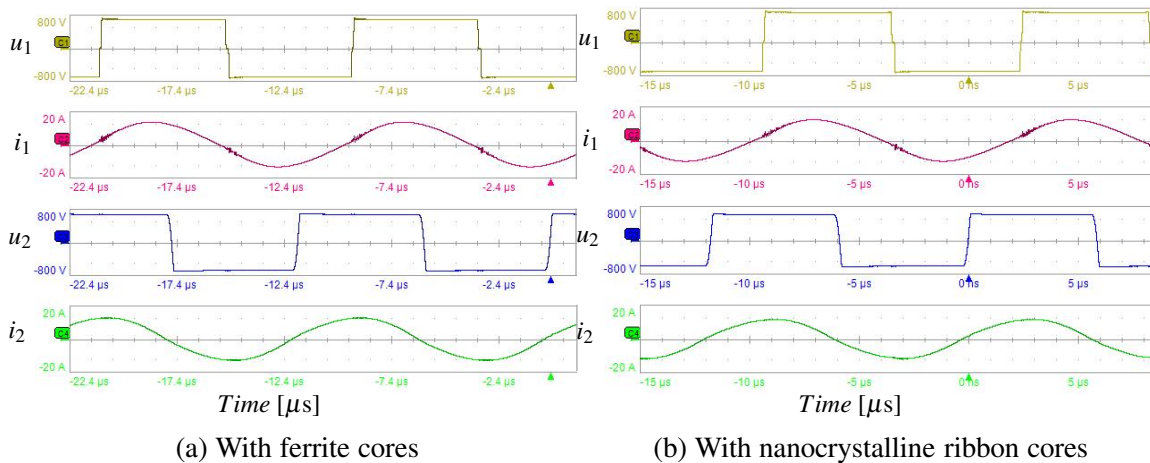 800 V
u1
C1
-800 V
-22.4 µs -17.4 µs -12.4 µs -7.4 µs -2.4 µs
20 A
i1
C2
-20 A
-22.4 µs -17.4 µs -12.4 µs -7.4 µs -2.4 µs
800 V
u2
-800 V
-22.4 µs -17.4 µs -12.4 µs -7.4 µs -2.4 µs
20 A
i2
C4
-20 A
-22.4 µs -17.4 µs -12.4 µs -7.4 µs -2.4 µs
Time [µs]
(a) With ferrite cores
800 V
u1
C1
-800 V
-15 µs -10 µs -5 µs 0 ns 5 µs
20 A
i1
C2
-20 A
-15 µs -10 µs -5 µs 0 ns 5 µs
800 V
u2
-800 V
-15 µs -10 µs -5 µs 0 ns 5 µs
20 A
i2
C4
-20 A
-15 µs -10 µs -5 µs 0 ns 5 µs
Time [µs]
(b) With nanocrystalline ribbon cores